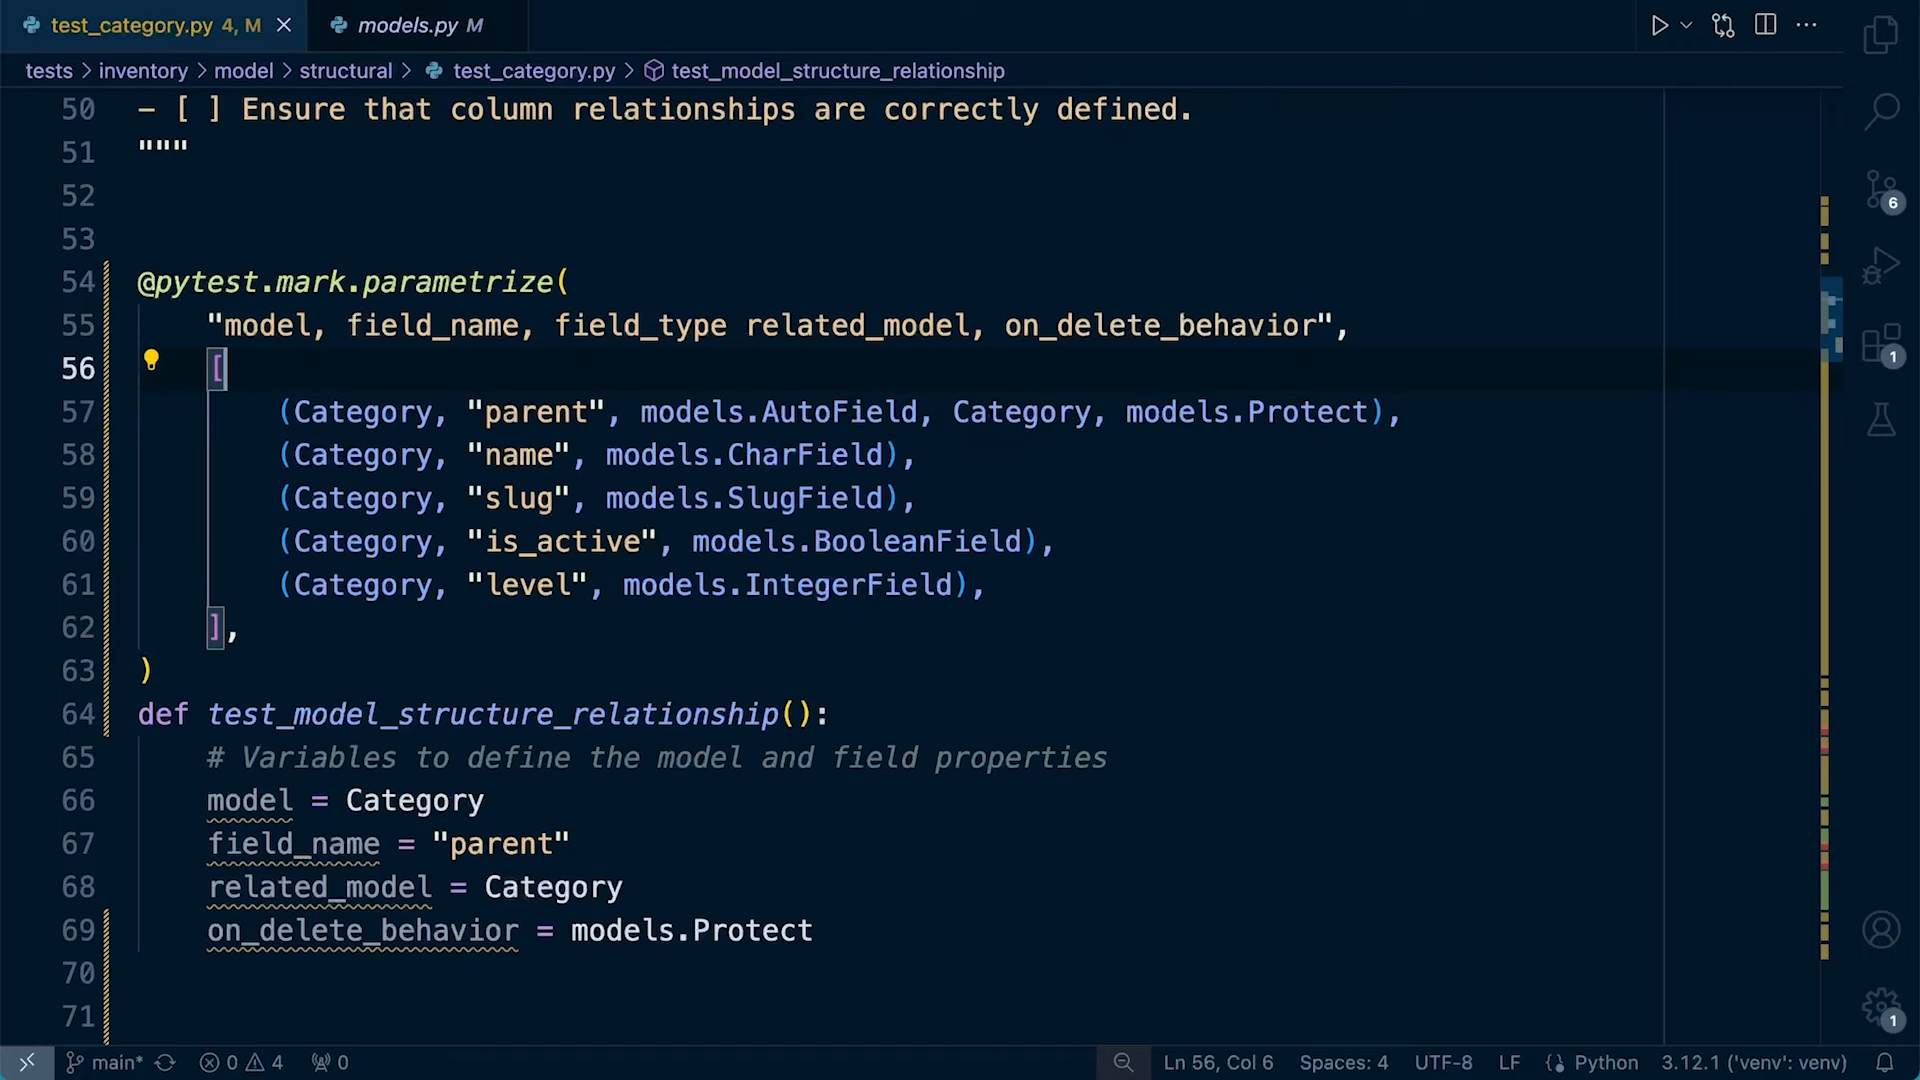 test_category.py 4, M
models.py M
tests > inventory > model > structural > test_category.py > test_model_structure_relationship
50 - [ ] Ensure that column relationships are correctly defined.
51 """
52
53
54 @pytest.mark.parametrize(
55 "model, field_name, field_type related_model, on_delete_behavior",
56 [
57 (Category, "parent", models.AutoField, Category, models.Protect),
58 (Category, "name", models.CharField),
59 (Category, "slug", models.SlugField),
60 (Category, "is_active", models.BooleanField),
61 (Category, "level", models.IntegerField),
62 ],
63 )
64 def test_model_structure_relationship():
65 # Variables to define the model and field properties
66 model = Category
67 field_name = "parent"
68 related_model = Category
69 on_delete_behavior = models.Protect
70
71
6
1
1
main* 0 4 0 Ln 56, Col 6 Spaces: 4 UTF-8 LF Python 3.12.1 ('venv': venv)